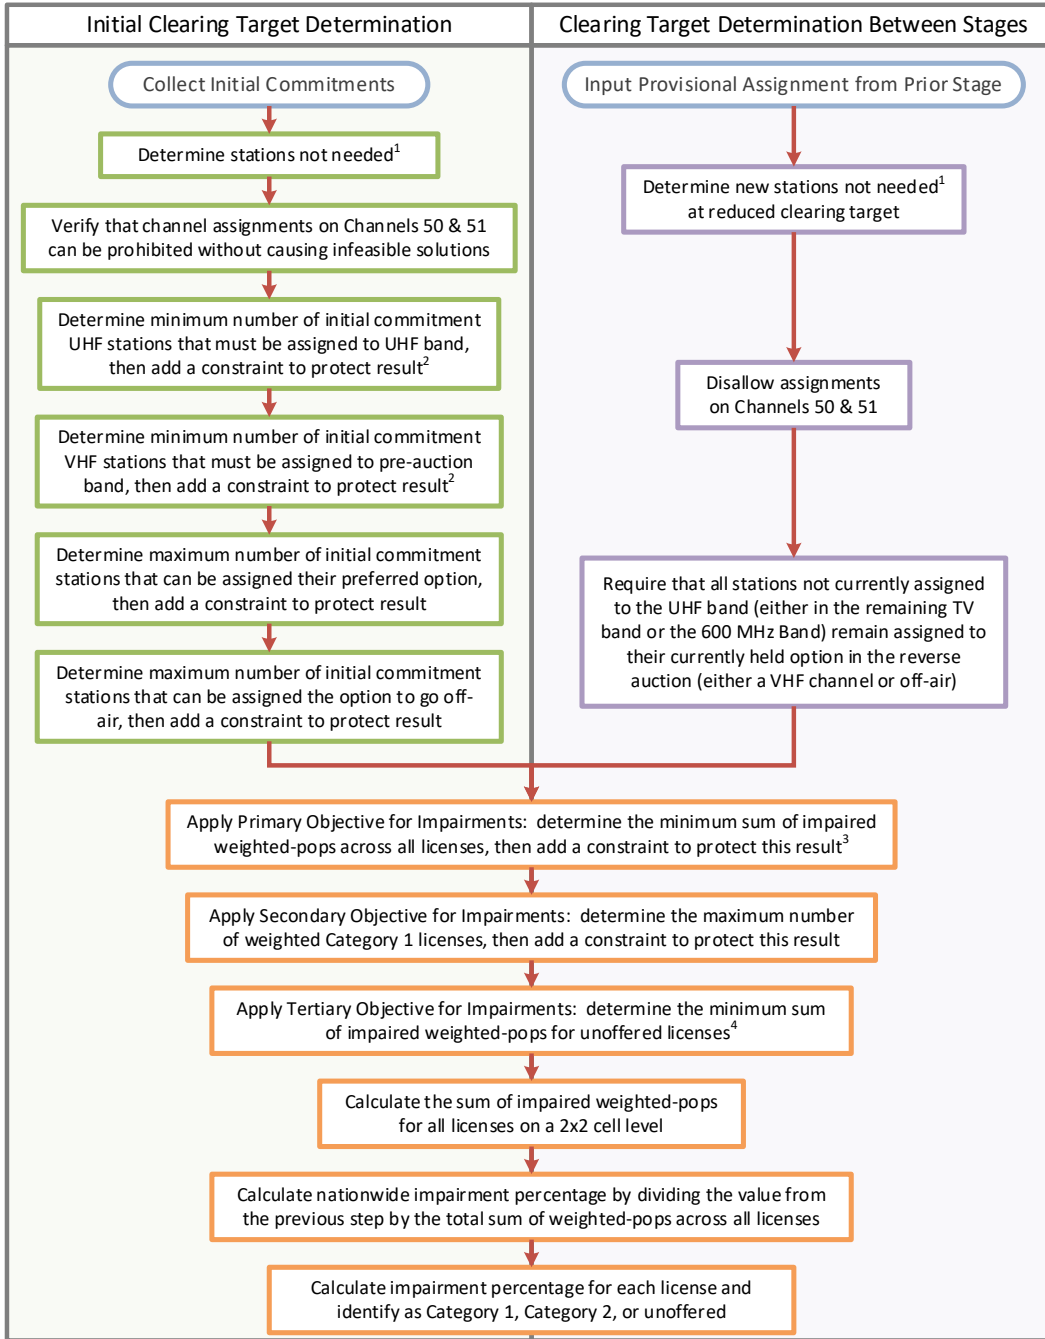 Initial Clearing Target Determination
Collect Initial Commitments
Determine stations not needed¹
Verify that channel assignments on Channels 50 & 51
can be prohibited without causing infeasible solutions
Determine minimum number of initial commitment
UHF stations that must be assigned to UHF band,
then add a constraint to protect result²
Determine minimum number of initial commitment
VHF stations that must be assigned to pre-auction
band, then add a constraint to protect result²
Determine maximum number of initial commitment
stations that can be assigned their preferred option,
then add a constraint to protect result
Determine maximum number of initial commitment
stations that can be assigned the option to go off-
air, then add a constraint to protect result
Clearing Target Determination Between Stages
Input Provisional Assignment from Prior Stage
Determine new stations not needed¹
at reduced clearing target
Disallow assignments
on Channels 50 & 51
Require that all stations not currently assigned
to the UHF band (either in the remaining TV
band or the 600 MHz Band) remain assigned to
their currently held option in the reverse
auction (either a VHF channel or off-air)
Apply Primary Objective for Impairments: determine the minimum sum of impaired
weighted-pops across all licenses, then add a constraint to protect this result³
Apply Secondary Objective for Impairments: determine the maximum number
of weighted Category 1 licenses, then add a constraint to protect this result
Apply Tertiary Objective for Impairments: determine the minimum sum
of impaired weighted-pops for unoffered licenses⁴
Calculate the sum of impaired weighted-pops
for all licenses on a 2x2 cell level
Calculate nationwide impairment percentage by dividing the value from
the previous step by the total sum of weighted-pops across all licenses
Calculate impairment percentage for each license and
identify as Category 1, Category 2, or unoffered